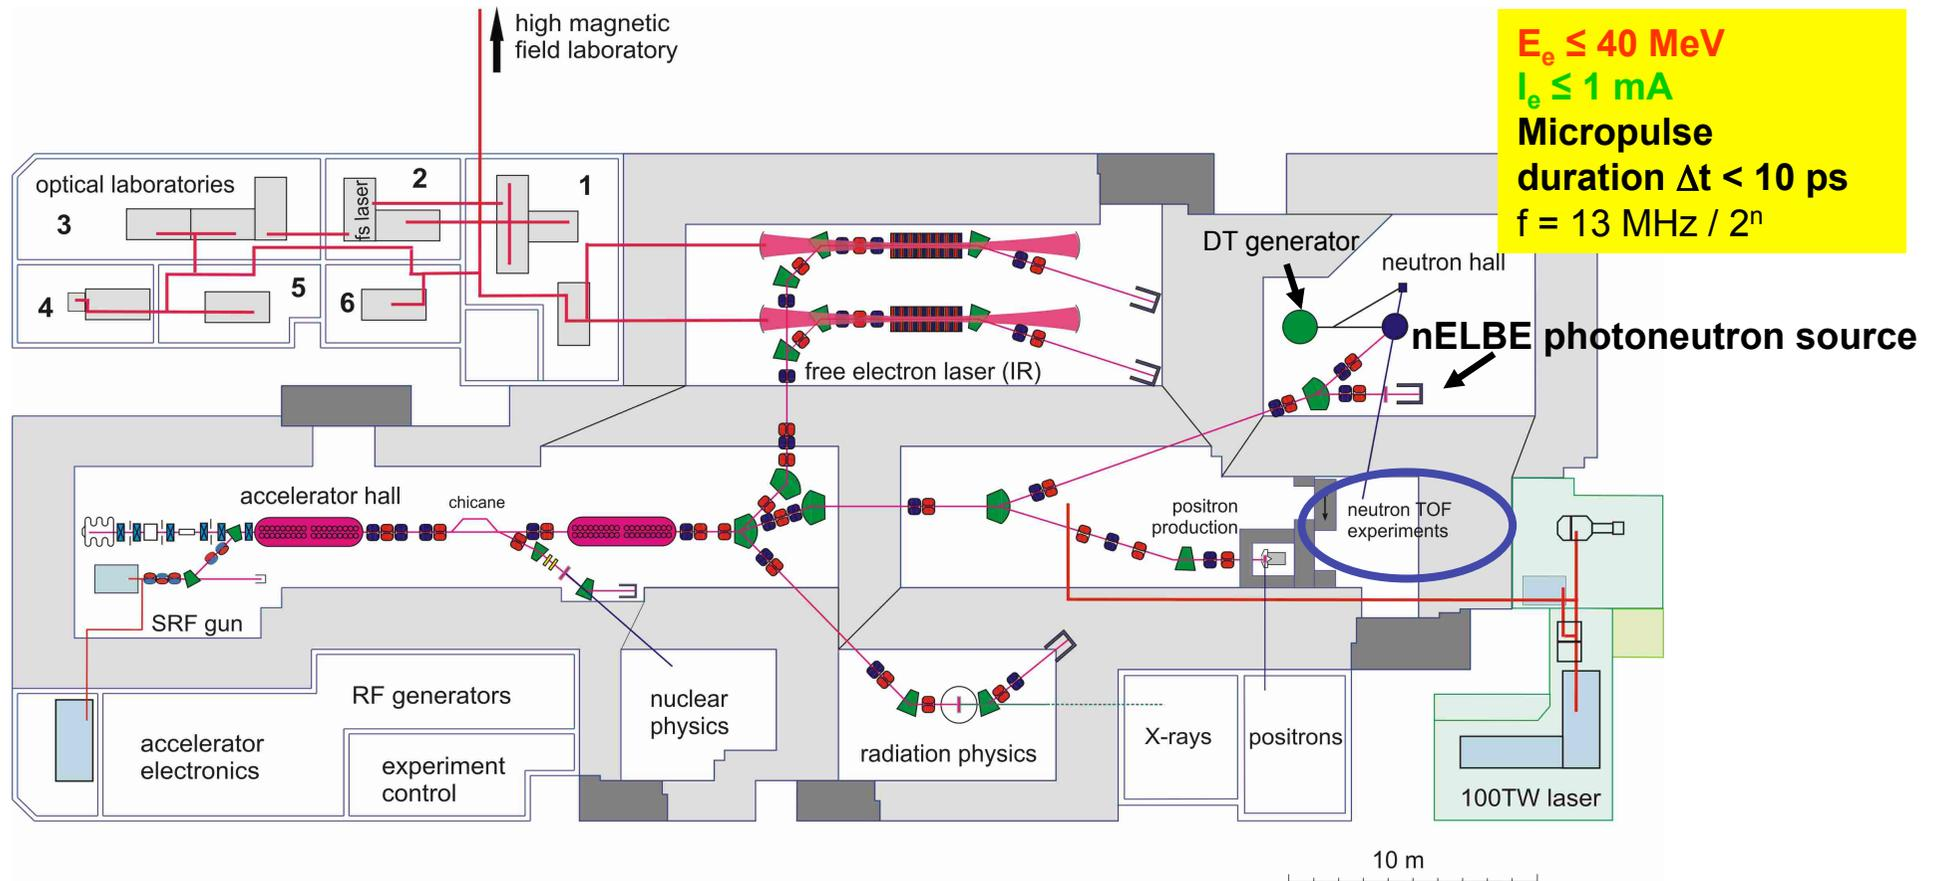 high magnetic
field laboratory
E_e ≤ 40 MeV
I_e ≤ 1 mA
Micropulse
duration Δt < 10 ps
f = 13 MHz / 2^n
optical laboratories
3
fs laser
2
1
4
5
6
DT generator
neutron hall
nELBE photoneutron source
free electron laser (IR)
accelerator hall
chicane
positron
production
neutron TOF
experiments
SRF gun
RF generators
accelerator
electronics
experiment
control
nuclear
physics
radiation physics
X-rays
positrons
100TW laser
10 m